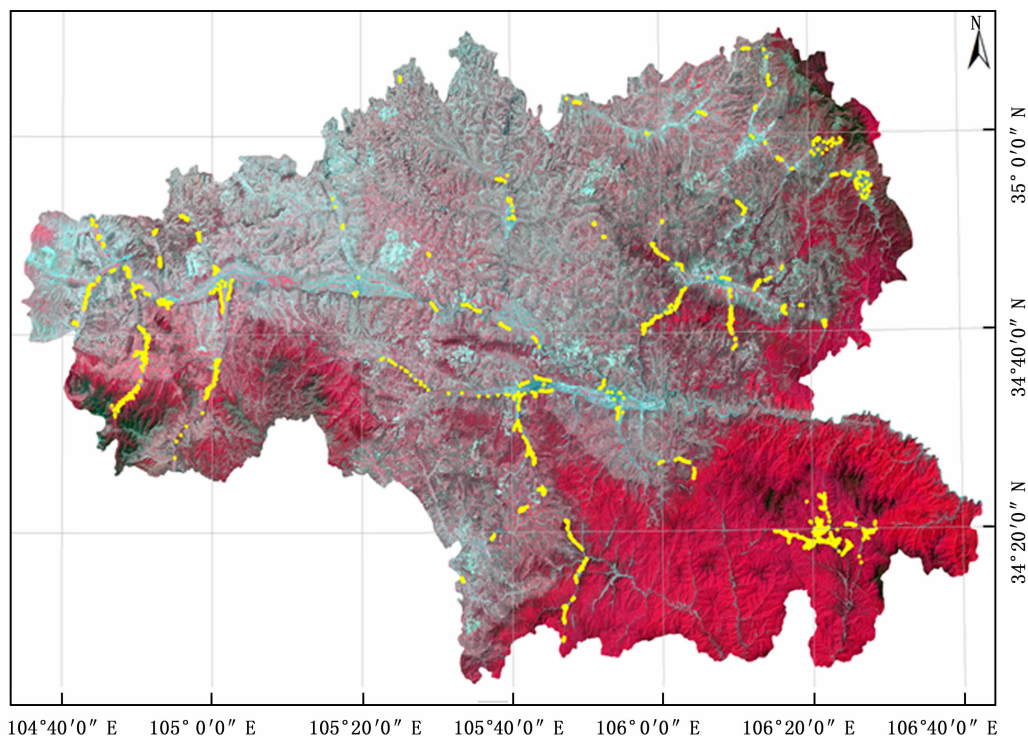 N
35° 0′0″ N
34°40′0″ N
34°20′0″ N
104°40′0″ E
105° 0′0″ E
105°20′0″ E
105°40′0″ E
106° 0′0″ E
106°20′0″ E
106°40′0″ E